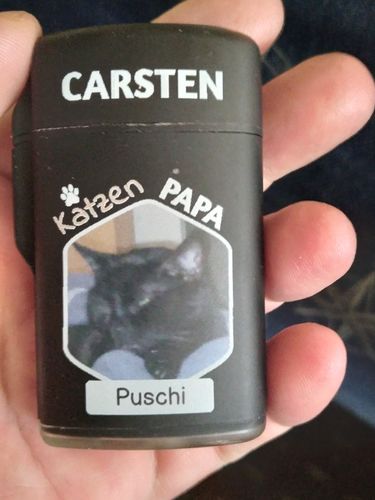 CARSTEN
Katzen PAPA
Puschi